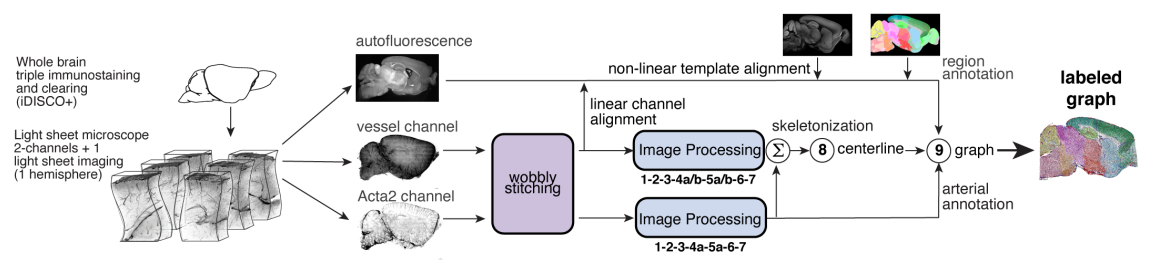 Whole brain
triple immunostaining
and clearing
(iDISCO+)
Light sheet microscope
2-channels + 1
light sheet imaging
(1 hemisphere)
autofluorescence
vessel channel
Acta2 channel
wobbly
stitching
non-linear template alignment
linear channel
alignment
Image Processing
1-2-3-4a/b-5a/b-6-7
Image Processing
1-2-3-4a-5a-6-7
Σ
skeletonization
8 centerline
9 graph
region
annotation
arterial
annotation
labeled
graph